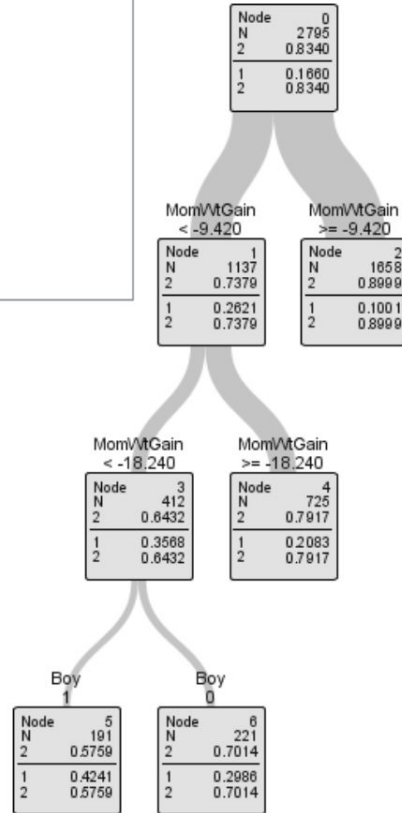 Node 0
N 2795
2 0.8340
1 0.1660
2 0.8340
MomWtGain
< -9.420
MomWtGain
>= -9.420
Node 1
N 1137
2 0.7379
1 0.2621
2 0.7379
Node 2
N 1658
2 0.8999
1 0.1001
2 0.8999
MomWtGain
< -18.240
MomWtGain
>= -18.240
Node 3
N 412
2 0.6432
1 0.3568
2 0.6432
Node 4
N 725
2 0.7917
1 0.2083
2 0.7917
Boy
1
Boy
0
Node 5
N 191
2 0.5759
1 0.4241
2 0.5759
Node 6
N 221
2 0.7014
1 0.2986
2 0.7014